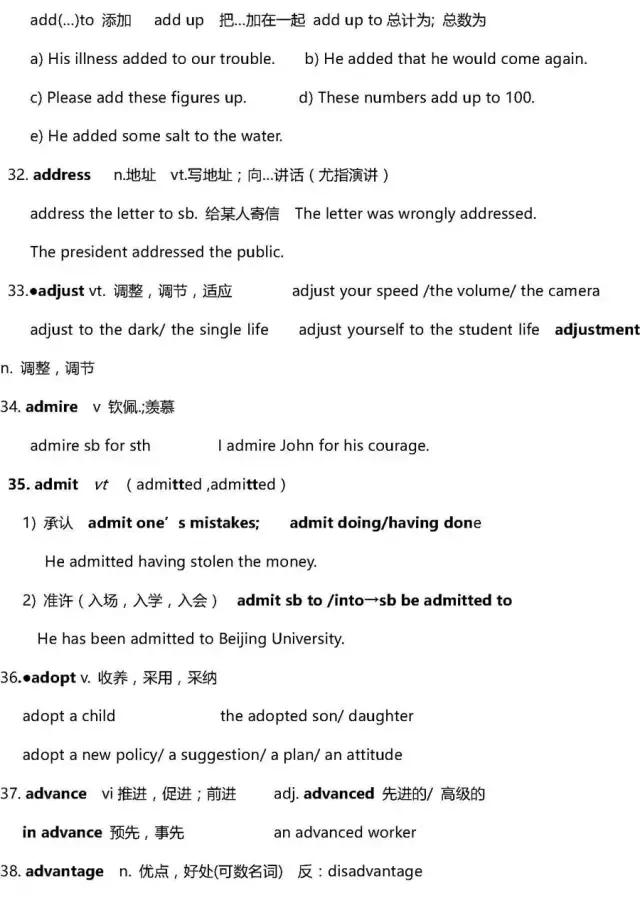 add(...)to 添加 add up 把...加在一起 add up to 总计为; 总数为
a) His illness added to our trouble. b) He added that he would come again.
c) Please add these figures up. d) These numbers add up to 100.
e) He added some salt to the water.
32. address n.地址 vt.写地址；向...讲话（尤指演讲）
address the letter to sb. 给某人寄信 The letter was wrongly addressed.
The president addressed the public.
33.●adjust vt. 调整，调节，适应 adjust your speed /the volume/ the camera
adjust to the dark/ the single life adjust yourself to the student life adjustment
n. 调整，调节
34. admire v 钦佩.;羡慕
admire sb for sth I admire John for his courage.
35. admit vt （admitted ,admitted）
1) 承认 admit one’s mistakes; admit doing/having done
He admitted having stolen the money.
2) 准许（入场，入学，入会） admit sb to /into→sb be admitted to
He has been admitted to Beijing University.
36.●adopt v. 收养，采用，采纳
adopt a child the adopted son/ daughter
adopt a new policy/ a suggestion/ a plan/ an attitude
37. advance vi 推进，促进；前进 adj. advanced 先进的/ 高级的
in advance 预先，事先 an advanced worker
38. advantage n. 优点，好处(可数名词) 反：disadvantage